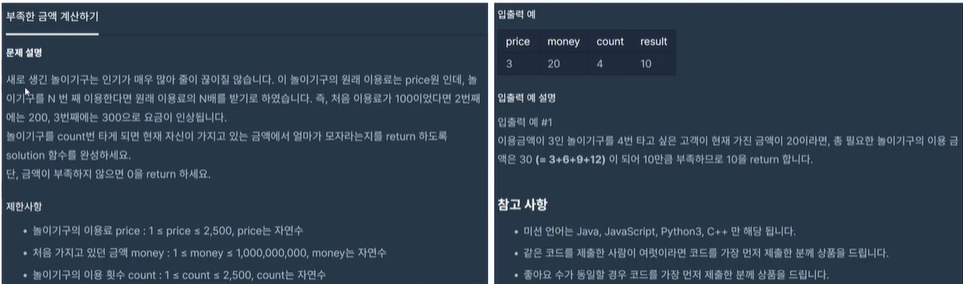 부족한 금액 계산하기
문제 설명
새로 생긴 놀이기구는 인기가 매우 많아 줄이 끊이질 않습니다. 이 놀이기구의 원래 이용료는 price원 인데, 놀
이기구를 N 번 째 이용한다면 원래 이용료의 N배를 받기로 하였습니다. 즉, 처음 이용료가 100이었다면 2번째
에는 200, 3번째에는 300으로 요금이 인상됩니다.
놀이기구를 count번 타게 되면 현재 자신이 가지고 있는 금액에서 얼마가 모자라는지를 return 하도록
solution 함수를 완성하세요.
단, 금액이 부족하지 않으면 0을 return 하세요.
제한사항
• 놀이기구의 이용료 price : 1 ≤ price ≤ 2,500, price는 자연수
• 처음 가지고 있던 금액 money : 1 ≤ money ≤ 1,000,000,000, money는 자연수
• 놀이기구의 이용 횟수 count : 1 ≤ count ≤ 2,500, count는 자연수
입출력 예
price money count result
3 20 4 10
입출력 예 설명
입출력 예 #1
이용금액이 3인 놀이기구를 4번 타고 싶은 고객이 현재 가진 금액이 20이라면, 총 필요한 놀이기구의 이용 금
액은 30 (= 3+6+9+12) 이 되어 10만큼 부족하므로 10을 return 합니다.
참고 사항
• 미션 언어는 Java, JavaScript, Python3, C++ 만 해당 됩니다.
• 같은 코드를 제출한 사람이 여럿이라면 코드를 가장 먼저 제출한 분께 상품을 드립니다.
• 좋아요 수가 동일할 경우 코드를 가장 먼저 제출한 분께 상품을 드립니다.